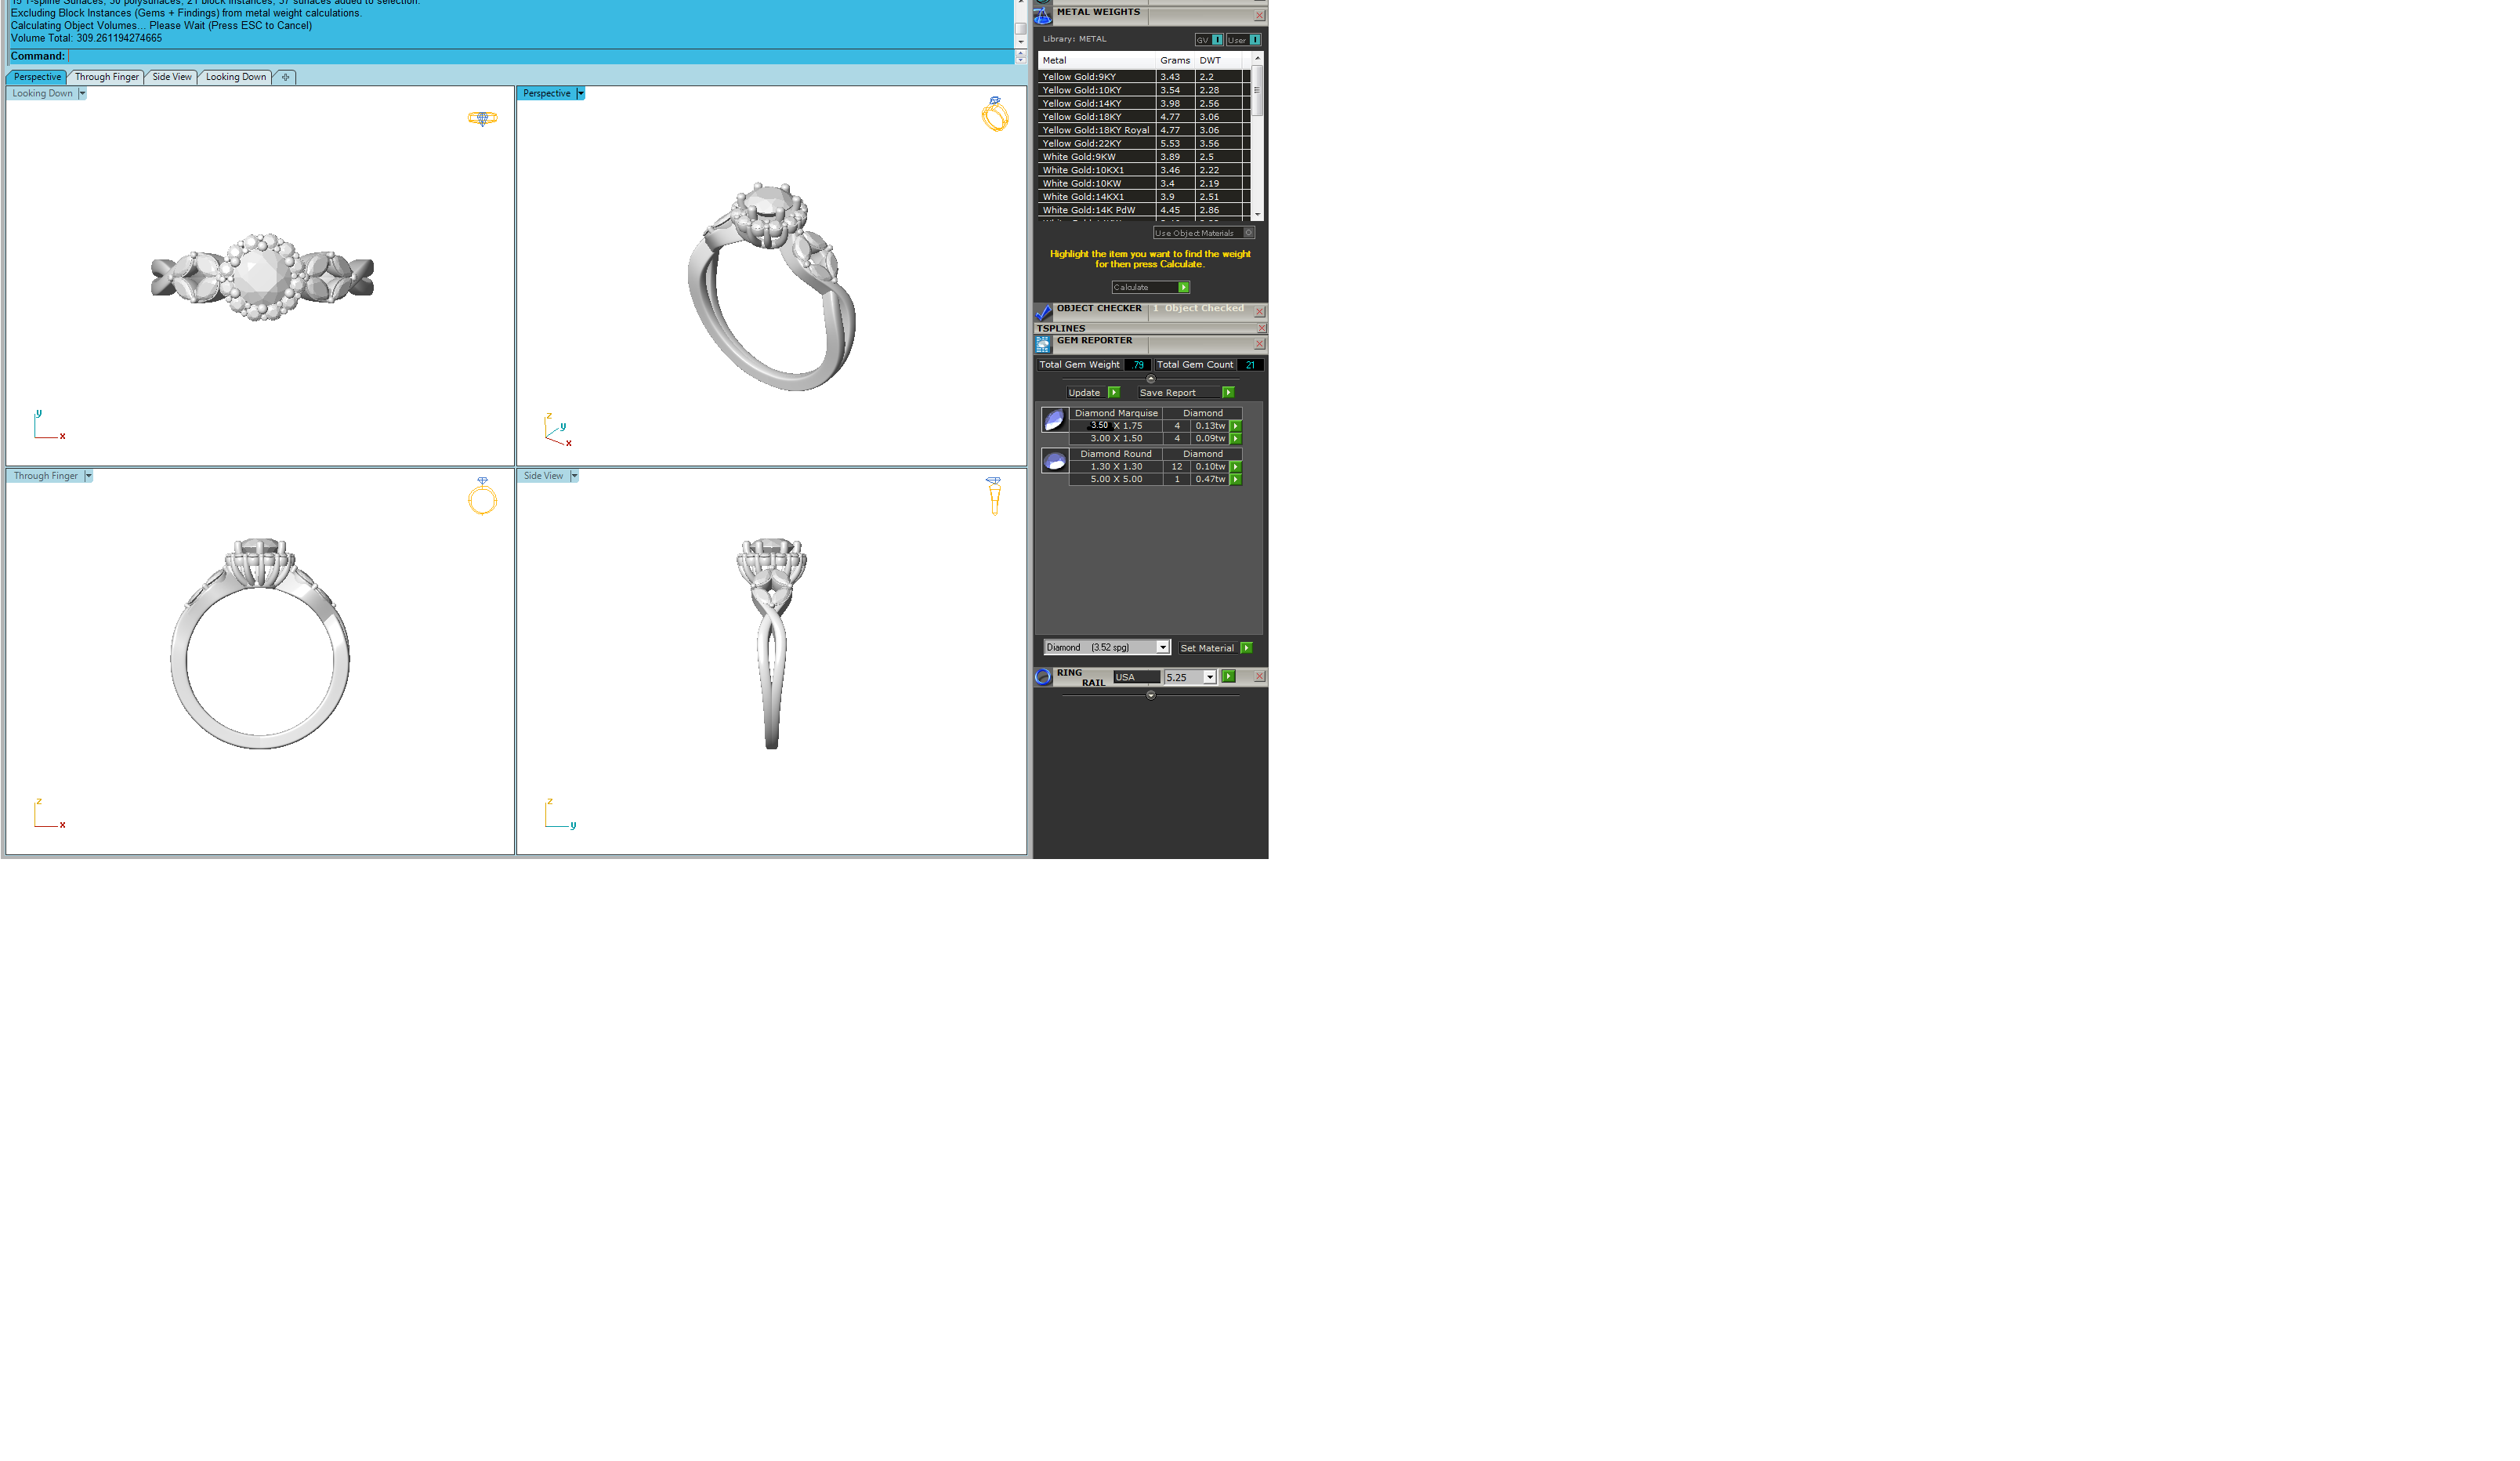 15 T-spline Surfaces, 30 polysurfaces, 21 block instances, 37 surfaces added to selection.
Excluding Block Instances (Gems + Findings) from metal weight calculations.
Calculating Object Volumes... Please Wait (Press ESC to Cancel)
Volume Total: 309.261194274665
Command:
Perspective Through Finger Side View Looking Down
Looking Down
y
x
Perspective
z
y
x
Through Finger
z
x
Side View
z
y
METAL WEIGHTS
Library: METAL GV I User I
Metal Grams DWT
Yellow Gold:9KY 3.43 2.2
Yellow Gold:10KY 3.54 2.28
Yellow Gold:14KY 3.98 2.56
Yellow Gold:18KY 4.77 3.06
Yellow Gold:18KY Royal 4.77 3.06
Yellow Gold:22KY 5.53 3.56
White Gold:9KW 3.89 2.5
White Gold:10KX1 3.46 2.22
White Gold:10KW 3.4 2.19
White Gold:14KX1 3.9 2.51
White Gold:14K PdW 4.45 2.86
Use Object Materials
Highlight the item you want to find the weight
for then press Calculate.
Calculate
OBJECT CHECKER 1 Object Checked
TSPLINES
GEM REPORTER
Total Gem Weight .79 Total Gem Count 21
Update Save Report
Diamond Marquise Diamond
3.50 X 1.75 4 0.13tw
3.00 X 1.50 4 0.09tw
Diamond Round Diamond
1.30 X 1.30 12 0.10tw
5.00 X 5.00 1 0.47tw
Diamond (3.52 spg) Set Material
RING
RAIL USA 5.25